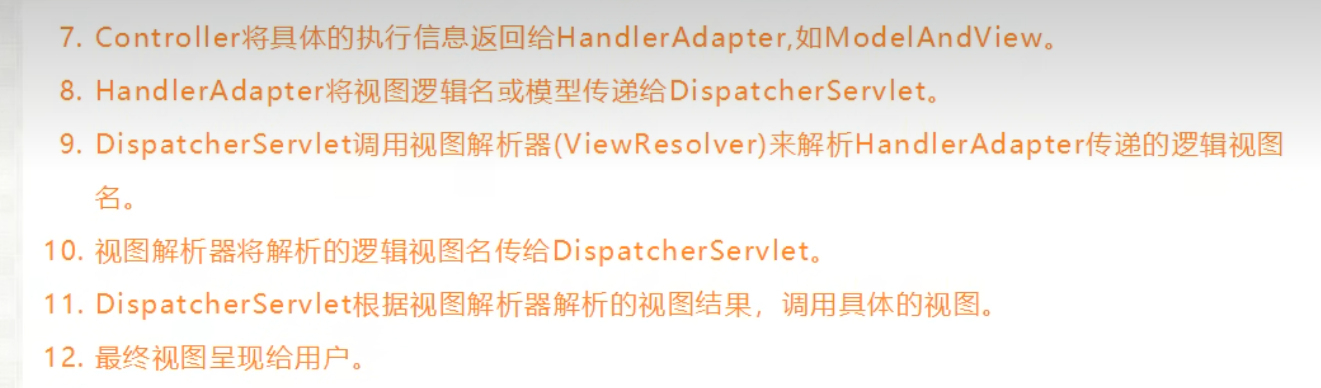 7. Controller将具体的执行信息返回给HandlerAdapter,如ModelAndView。
8. HandlerAdapter将视图逻辑名或模型传递给DispatcherServlet。
9. DispatcherServlet调用视图解析器(ViewResolver)来解析HandlerAdapter传递的逻辑视图
名。
10. 视图解析器将解析的逻辑视图名传给DispatcherServlet。
11. DispatcherServlet根据视图解析器解析的视图结果，调用具体的视图。
12. 最终视图呈现给用户。